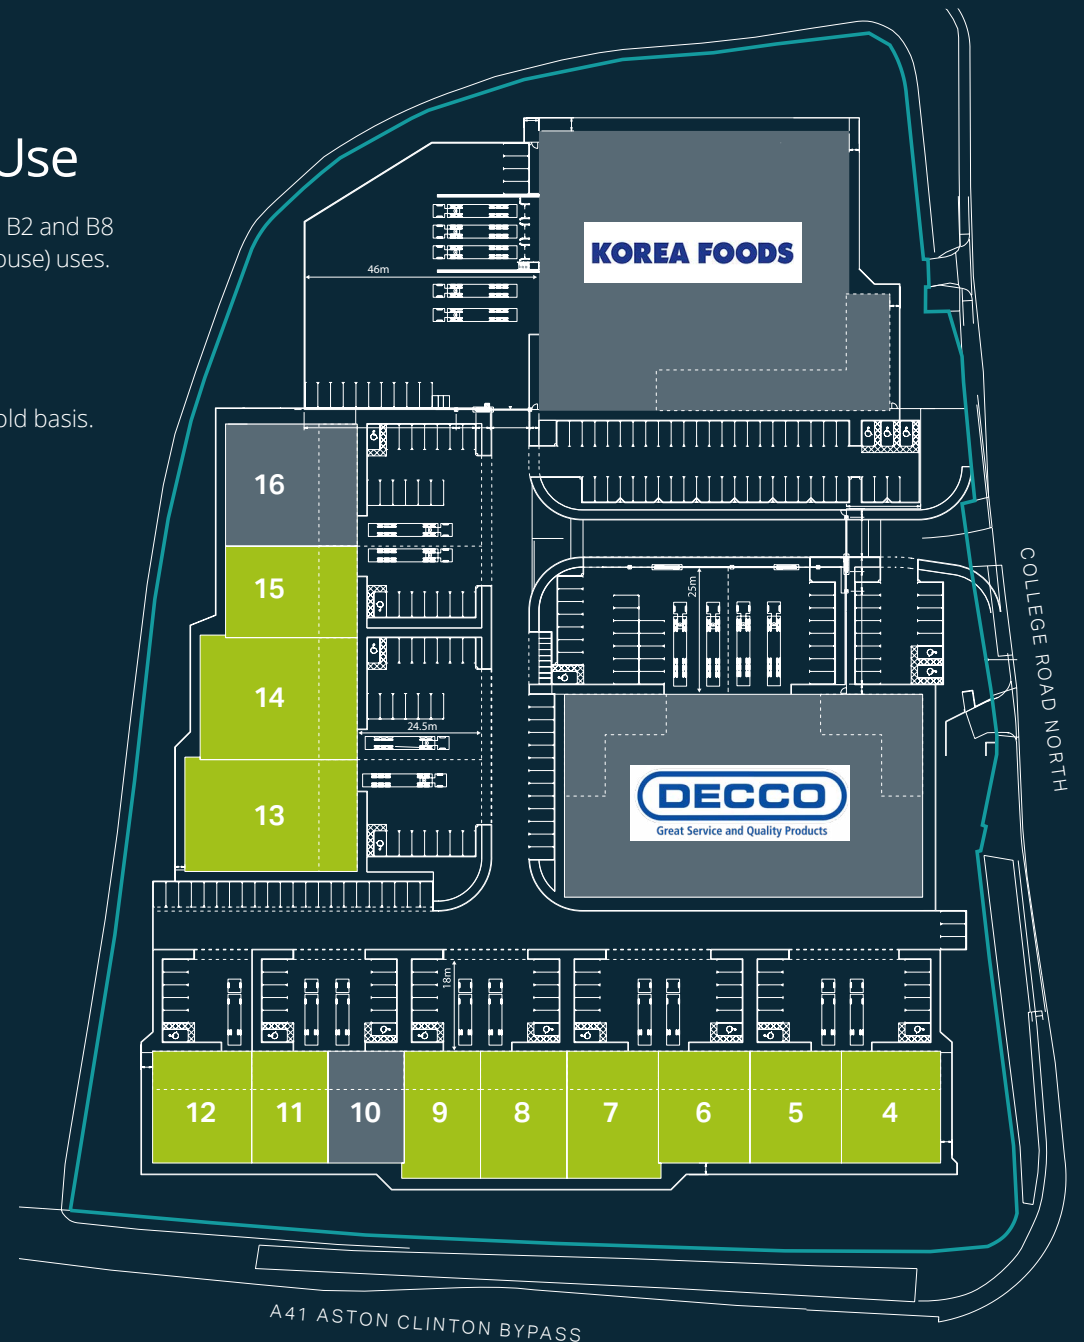 Use
B2 and B8
ouse) uses.
old basis.
KOREA FOODS
46m
16
15
14
13
24.5m
25m
DECCO
Great Service and Quality Products
COLLEGE ROAD NORTH
18m
12
11
10
9
8
7
6
5
4
A41 ASTON CLINTON BYPASS